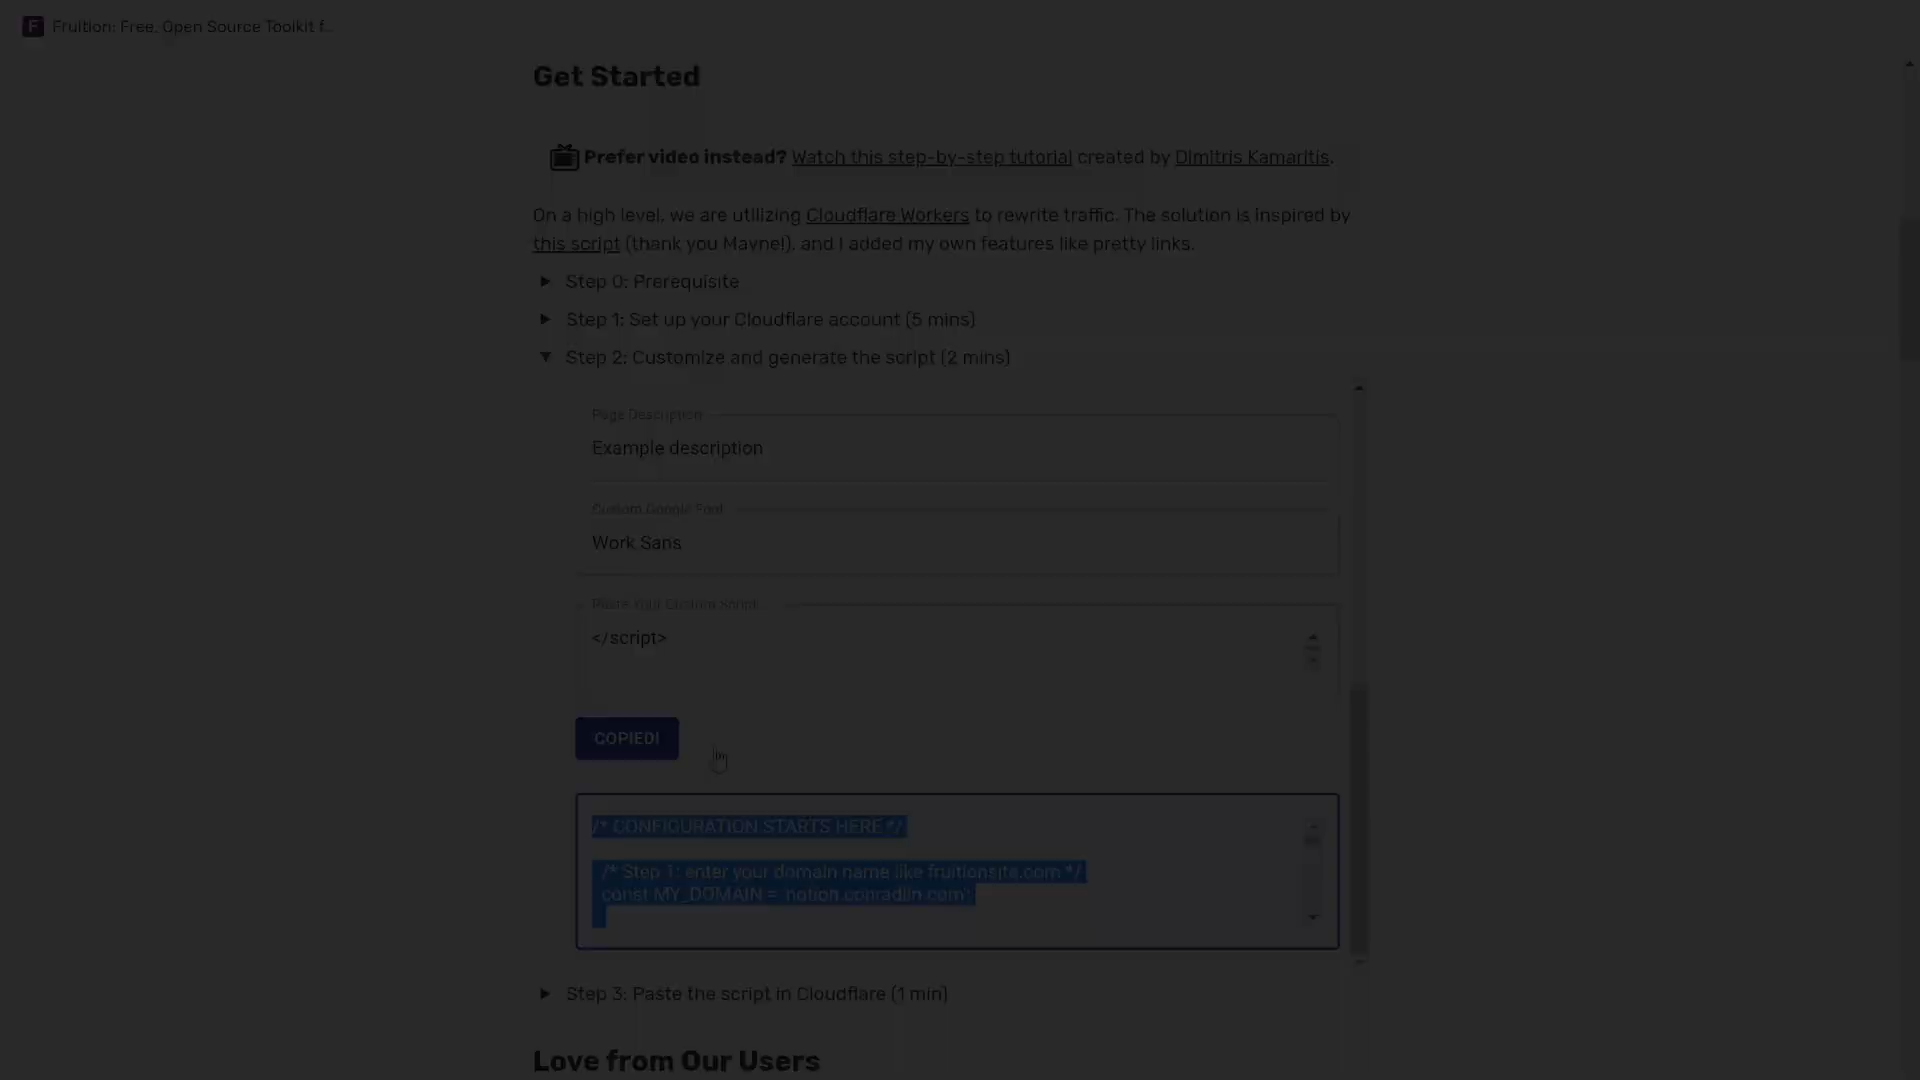 F Fruition: Free, Open Source Toolkit f...
Get Started
Prefer video instead? Watch this step-by-step tutorial created by Dimitris Kamaritis.
On a high level, we are utilizing Cloudflare Workers to rewrite traffic. The solution is inspired by
this script (thank you Mayne!), and I added my own features like pretty links.
Step 0: Prerequisite
Step 1: Set up your Cloudflare account (5 mins)
Step 2: Customize and generate the script (2 mins)
Page Description
Example description
Custom Google Font
Work Sans
Paste Your Custom Script
</script>
COPIED!
/* CONFIGURATION STARTS HERE */
/* Step 1: enter your domain name like fruitionsite.com */
const MY_DOMAIN = 'notion.conradlin.com';
Step 3: Paste the script in Cloudflare (1 min)
Love from Our Users